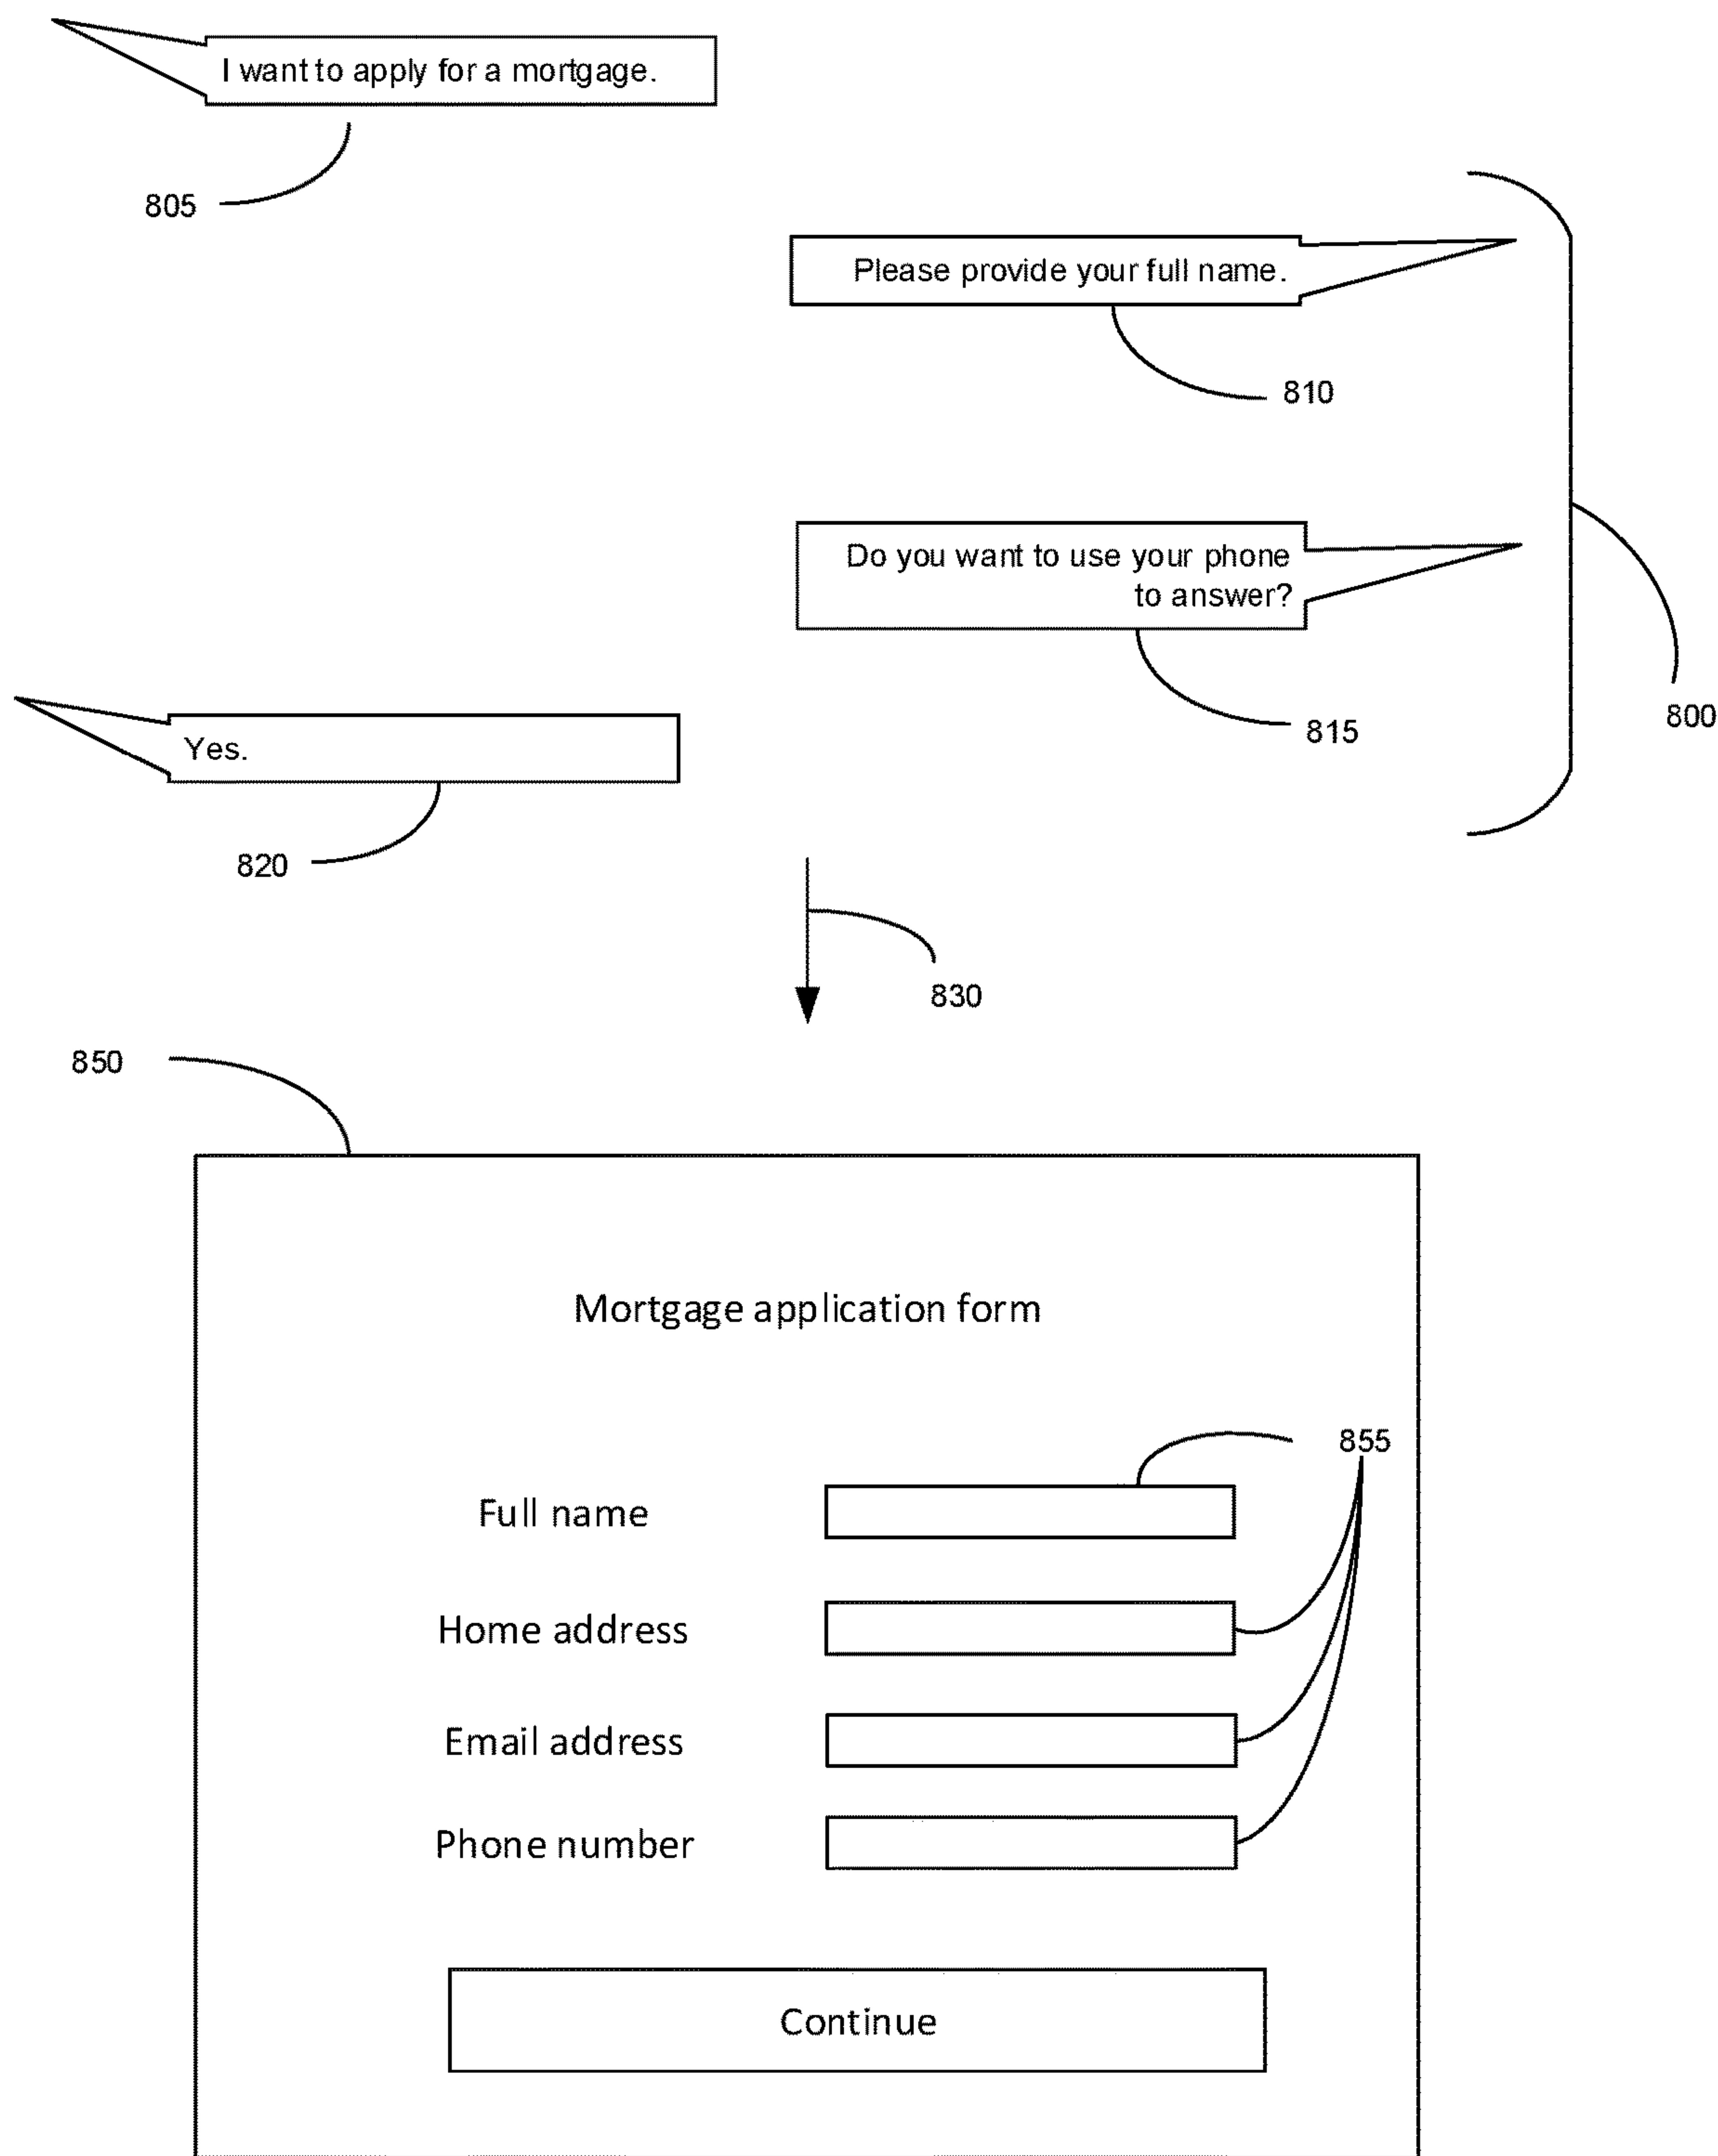 I want to apply for a mortgage.
805
Please provide your full name.
810
Do you want to use your phone
to answer?
815
800
Yes.
820
830
850
Mortgage application form
855
Full name
Home address
Email address
Phone number
Continue